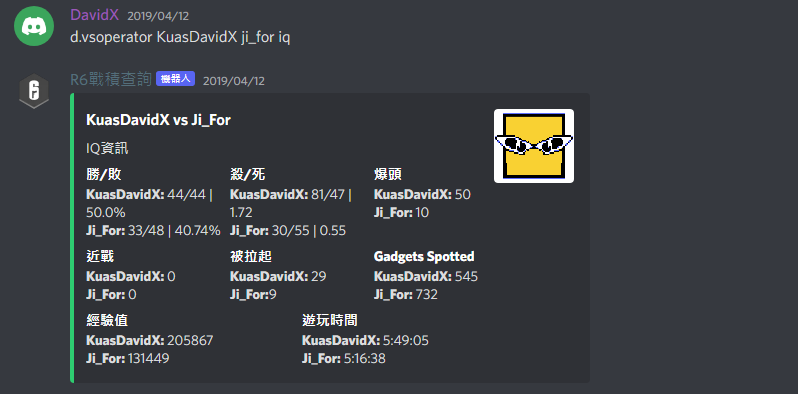 DavidX 2019/04/12
d.vsoperator KuasDavidX ji_for iq
R6戰積查詢 機器人 2019/04/12
KuasDavidX vs Ji_For
IQ資訊
勝/敗
KuasDavidX: 44/44 |
50.0%
Ji_For: 33/48 | 40.74%
殺/死
KuasDavidX: 81/47 |
1.72
Ji_For: 30/55 | 0.55
爆頭
KuasDavidX: 50
Ji_For: 10
近戰
KuasDavidX: 0
Ji_For: 0
被拉起
KuasDavidX: 29
Ji_For:9
Gadgets Spotted
KuasDavidX: 545
Ji_For: 732
經驗值
KuasDavidX: 205867
Ji_For: 131449
遊玩時間
KuasDavidX: 5:49:05
Ji_For: 5:16:38